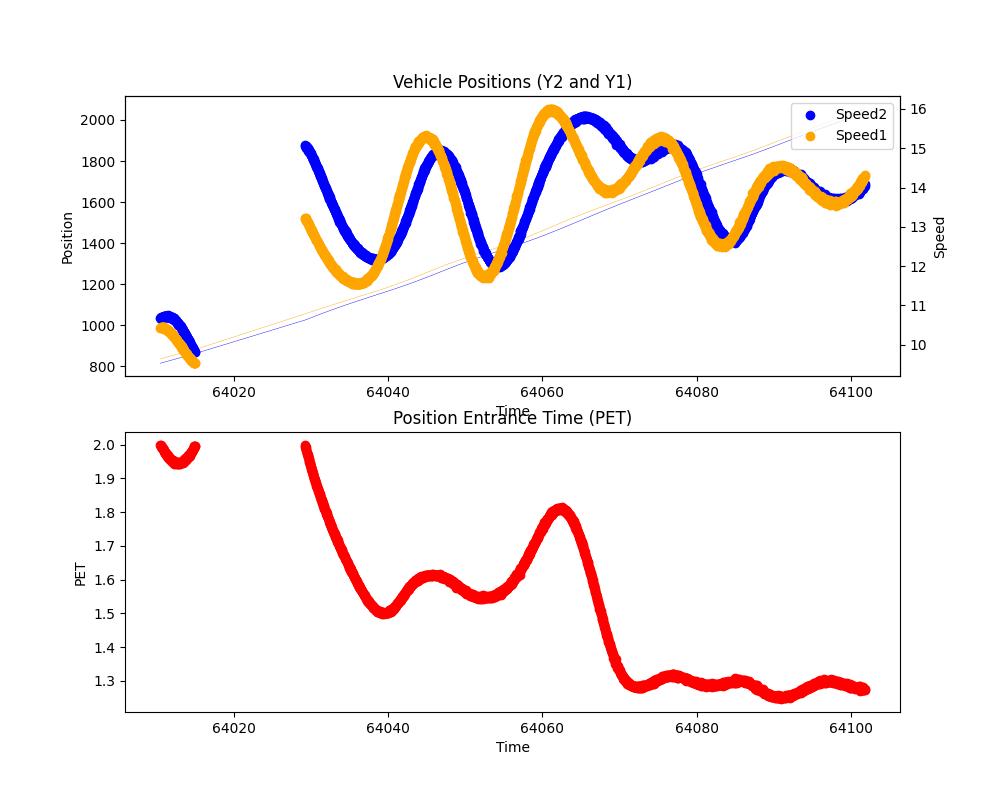 Vehicle Positions (Y2 and Y1)
2000
1800
1600
1400
1200
1000
800
Position
16
15
14
13
12
11
10
Speed
Speed2
Speed1
64020 64040 64060 64080 64100
Time
Position Entrance Time (PET)
2.0
1.9
1.8
1.7
1.6
1.5
1.4
1.3
PET
64020 64040 64060 64080 64100
Time